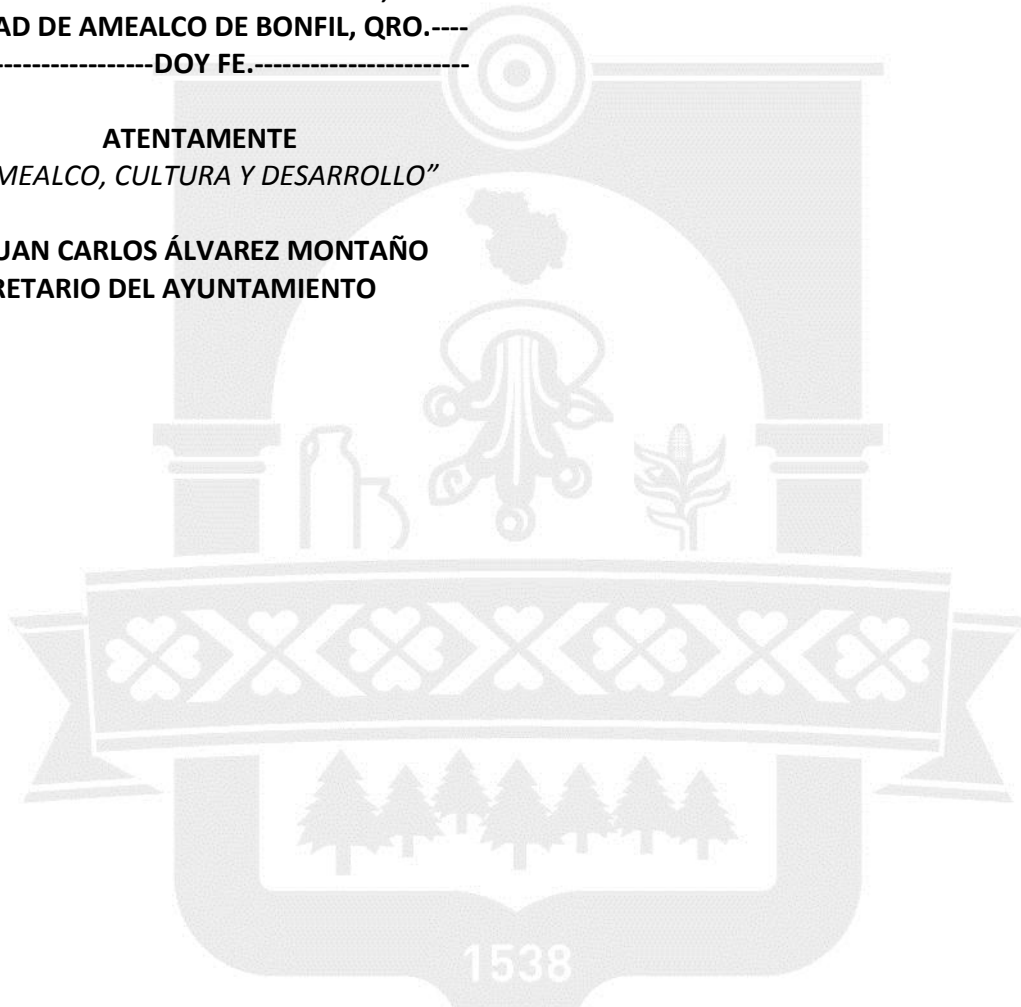 AD DE AMEALCO DE BONFIL, QRO.----
-----------------DOY FE.-----------------------
ATENTAMENTE
MEALCO, CULTURA Y DESARROLLO”
UAN CARLOS ÁLVAREZ MONTAÑO
RETARIO DEL AYUNTAMIENTO
1538